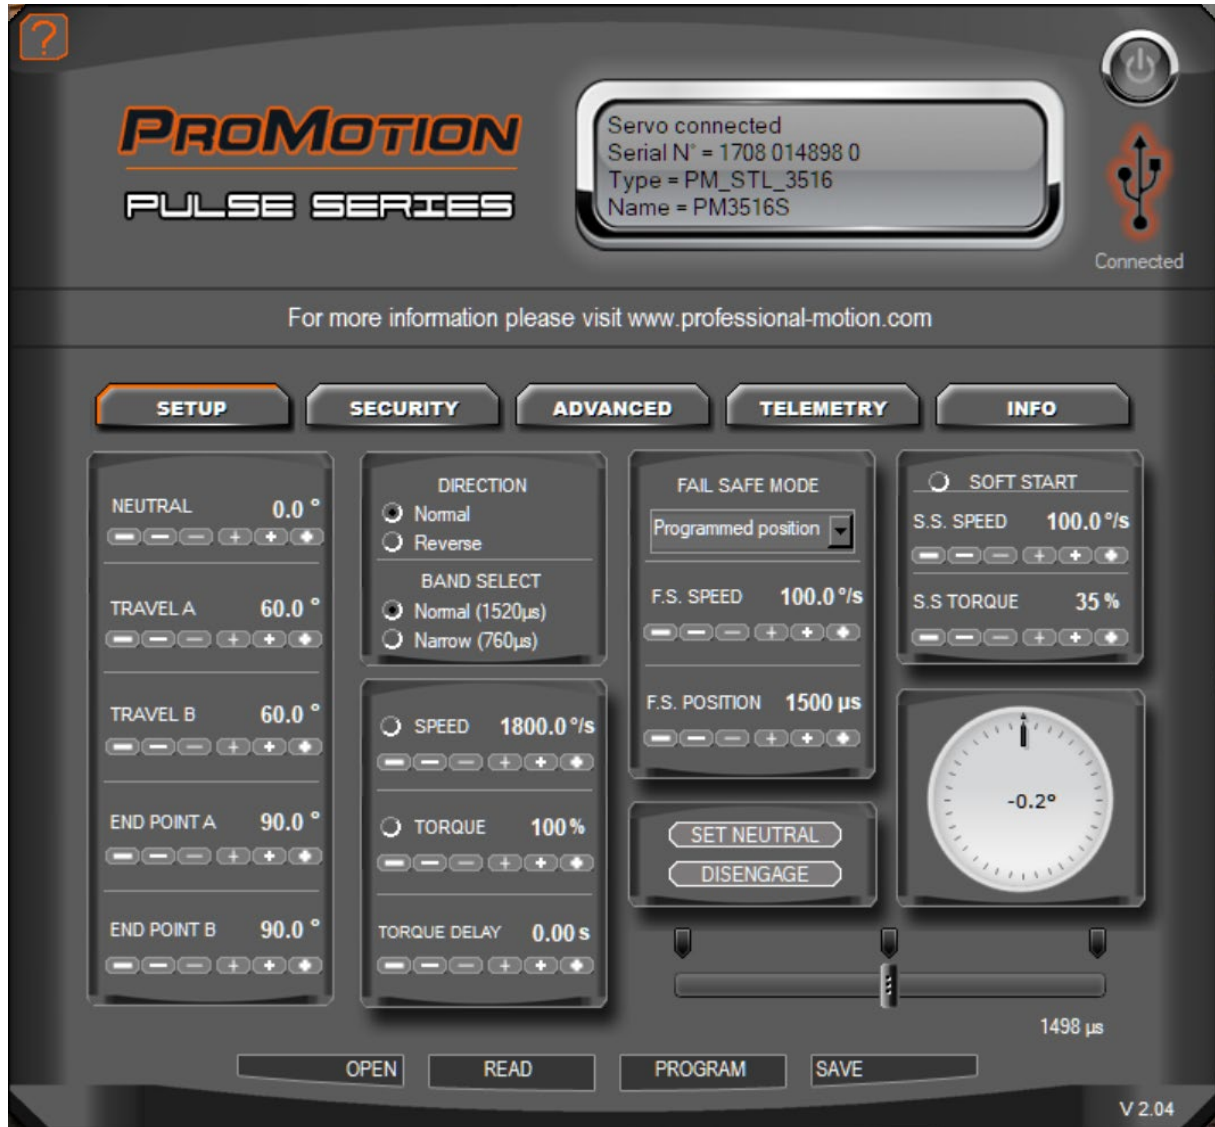 ?
PROMOTION
PULSE SERIES
Servo connected
Serial N° = 1708 014898 0
Type = PM_STL_3516
Name = PM3516S
Connected
For more information please visit www.professional-motion.com
SETUP
SECURITY
ADVANCED
TELEMETRY
INFO
NEUTRAL 0.0 °
TRAVEL A 60.0 °
TRAVEL B 60.0 °
END POINT A 90.0 °
END POINT B 90.0 °
DIRECTION
Normal
Reverse
BAND SELECT
Normal (1520µs)
Narrow (760µs)
SPEED 1800.0 °/s
TORQUE 100 %
TORQUE DELAY 0.00 s
FAIL SAFE MODE
Programmed position
F.S. SPEED 100.0 °/s
F.S. POSITION 1500 µs
SET NEUTRAL
DISENGAGE
SOFT START
S.S. SPEED 100.0 °/s
S.S TORQUE 35 %
-0.2°
1498 µs
OPEN
READ
PROGRAM
SAVE
V 2.04